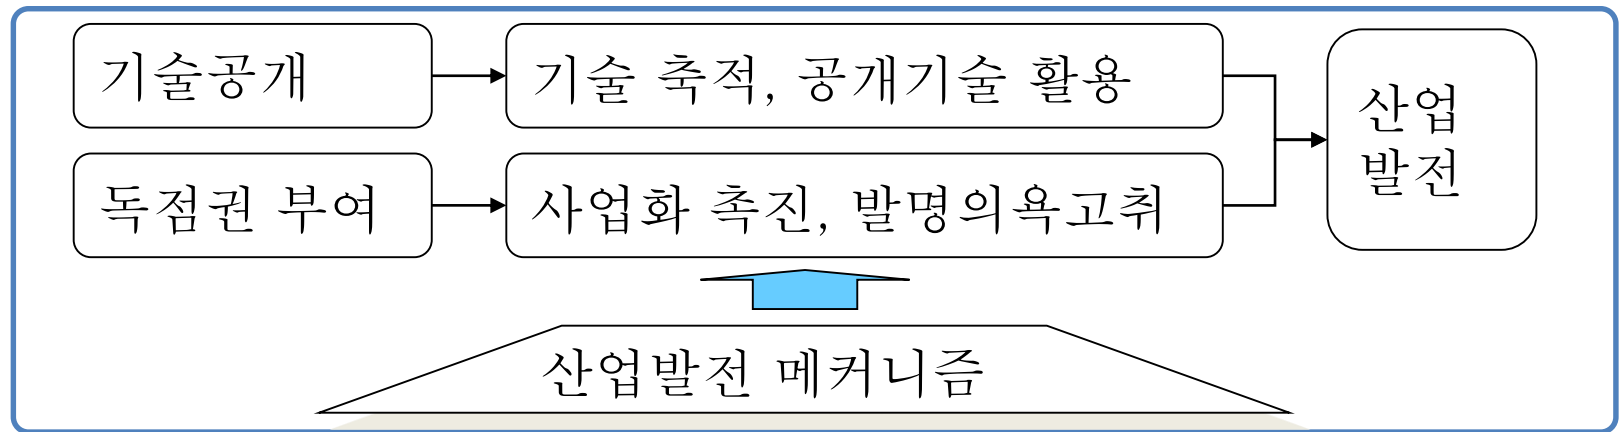 기술공개
기술 축적, 공개기술 활용
독점권 부여
사업화 촉진, 발명의욕고취
산업
발전
산업발전 메커니즘